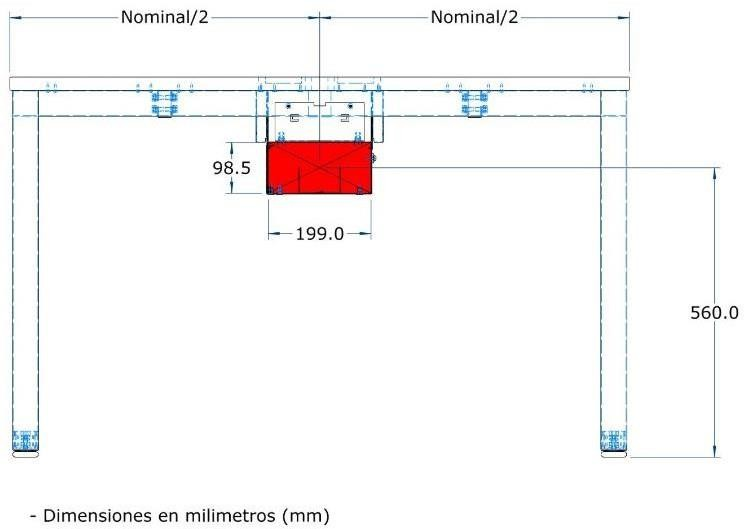 Nominal/2
Nominal/2
98.5
199.0
560.0
- Dimensiones en milimetros (mm)